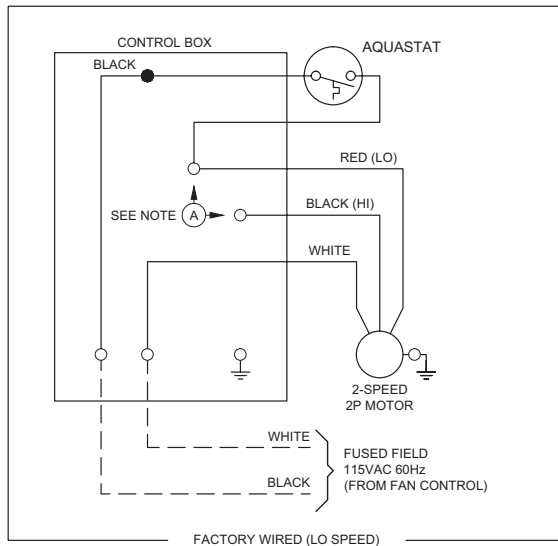 CONTROL BOX
AQUASTAT
BLACK
RED (LO)
SEE NOTE
A
BLACK (HI)
WHITE
2-SPEED
2P MOTOR
WHITE
BLACK
FUSED FIELD
115VAC 60Hz
(FROM FAN CONTROL)
FACTORY WIRED (LO SPEED)